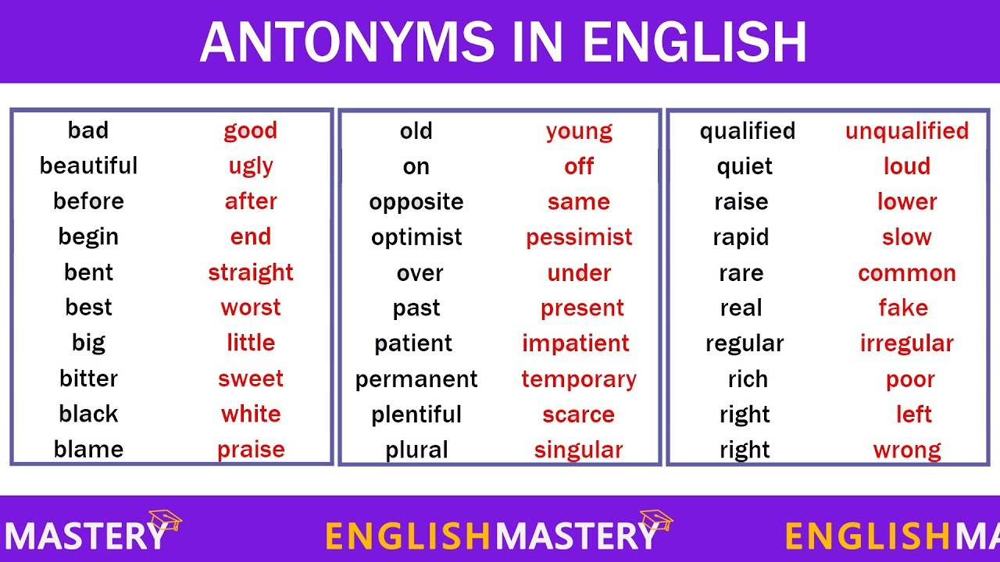 ANTONYMS IN ENGLISH
bad good
beautiful ugly
before after
begin end
bent straight
best worst
big little
bitter sweet
black white
blame praise
old young
on off
opposite same
optimist pessimist
over under
past present
patient impatient
permanent temporary
plentiful scarce
plural singular
qualified unqualified
quiet loud
raise lower
rapid slow
rare common
real fake
regular irregular
rich poor
right left
right wrong
MASTERY ENGLISHMASTERY ENGLISHMA